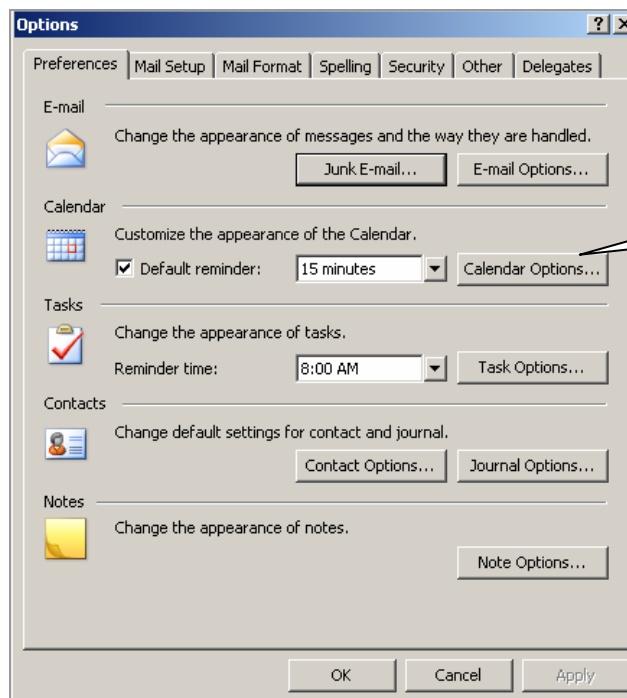 Options
Preferences Mail Setup Mail Format Spelling Security Other Delegates
E-mail
Change the appearance of messages and the way they are handled.
Junk E-mail... E-mail Options...
Calendar
Customize the appearance of the Calendar.
Default reminder: 15 minutes Calendar Options...
Tasks
Change the appearance of tasks.
Reminder time: 8:00 AM Task Options...
Contacts
Change default settings for contact and journal.
Contact Options... Journal Options...
Notes
Change the appearance of notes.
Note Options...
OK Cancel Apply